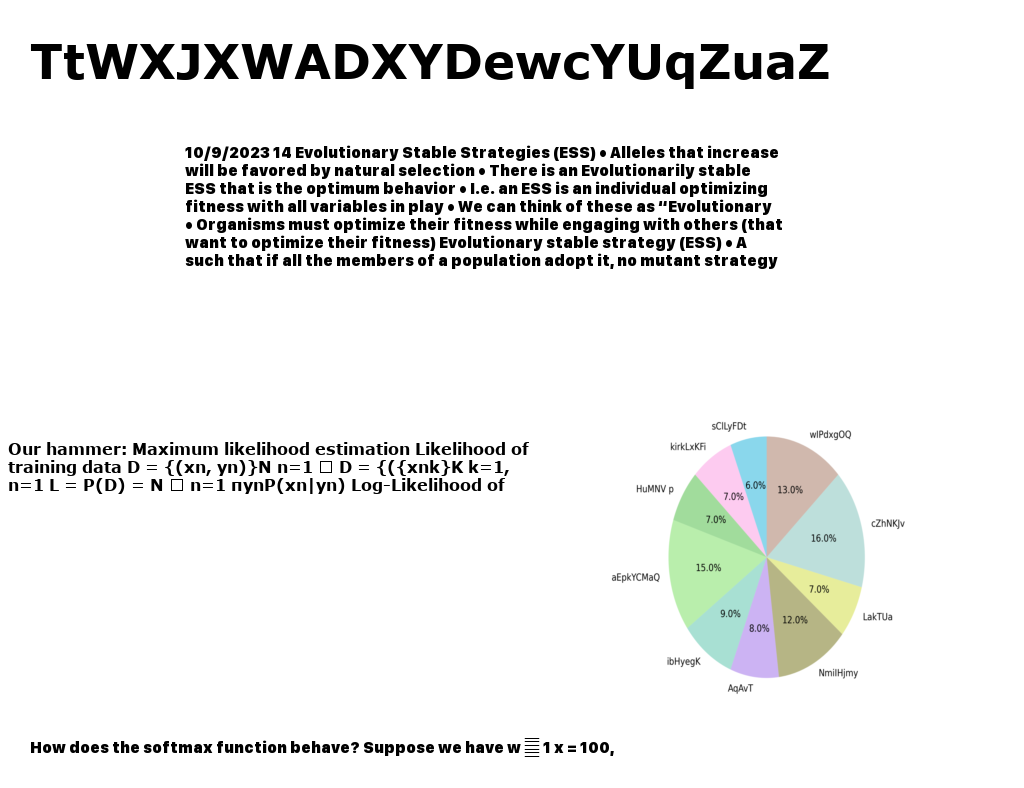 TtWXJXWADXYDewcYUqZuaZ
10/9/2023 14 Evolutionary Stable Strategies (ESS) • Alleles that increase
will be favored by natural selection • There is an Evolutionarily stable
ESS that is the optimum behavior • I.e. an ESS is an individual optimizing
fitness with all variables in play • We can think of these as “Evolutionary
• Organisms must optimize their fitness while engaging with others (that
want to optimize their fitness) Evolutionary stable strategy (ESS) • A
such that if all the members of a population adopt it, no mutant strategy
Our hammer: Maximum likelihood estimation Likelihood of
training data D = {(xn, yn)}N n=1 □ D = {({xnk}K k=1,
n=1 L = P(D) = N □ n=1 πynP(xn|yn) Log-Likelihood of
sCILyFDt
wIPdxgOQ
kirkLxKFi
6.0%
13.0%
HuMNV p
7.0%
7.0%
cZhNKJv
16.0%
15.0%
aEpkYCMaQ
7.0%
9.0%
12.0%
LakTUa
8.0%
ibHyegK
NmiIHjmy
AqAvT
How does the softmax function behave? Suppose we have w 1 x = 100,